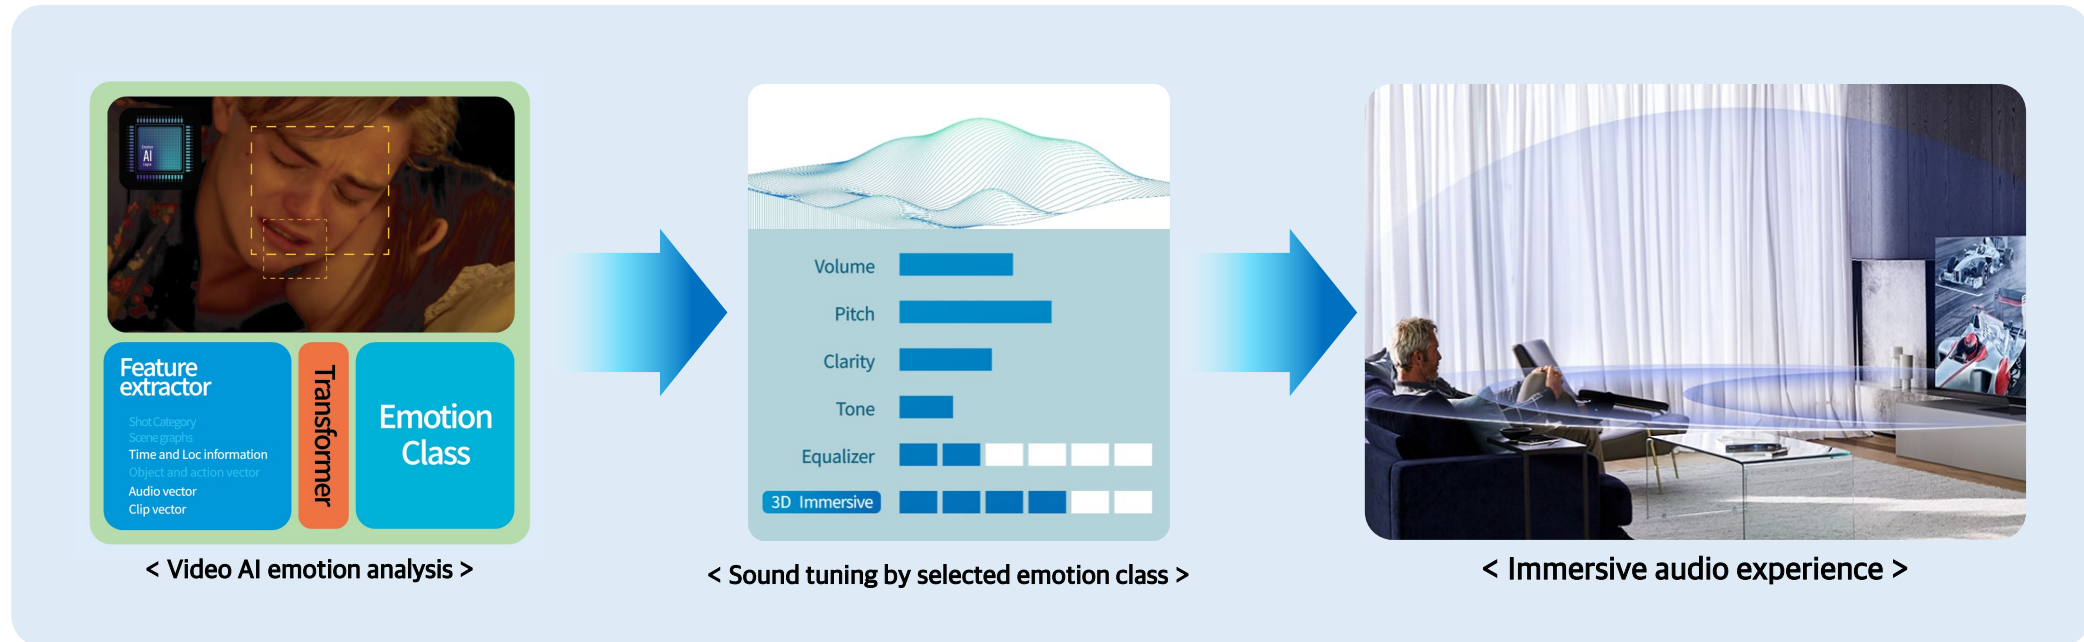 Emotion
AI
Engine
Feature
extractor
Shot Category
Scene graphs
Time and Loc information
Object and action vector
Audio vector
Clip vector
Transformer
Emotion
Class
< Video AI emotion analysis >
Volume
Pitch
Clarity
Tone
Equalizer
3D Immersive
< Sound tuning by selected emotion class >
< Immersive audio experience >